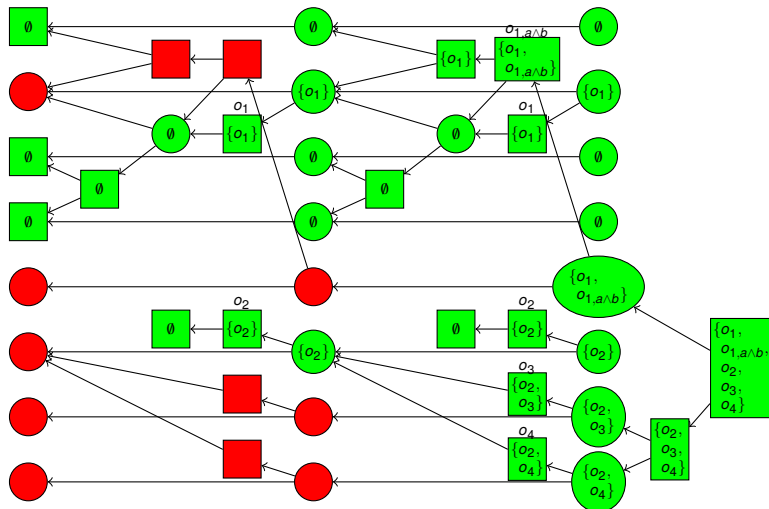 ∅ ∅ ∅
o₁,ₐ∧b
{o₁} {o₁,
o₁,ₐ∧b}
{o₁} {o₁}
o₁ o₁
∅ {o₁} ∅ {o₁}
∅ ∅ ∅
∅ ∅
∅ ∅ ∅
{o₁,
o₁,ₐ∧b}
o₂ o₂
∅ {o₂} ∅ {o₂}
{o₂} {o₂}
{o₁,
o₁,ₐ∧b,
o₂,
o₃,
o₄}
o₃
{o₂,
o₃}
{o₂,
o₃}
o₄
{o₂,
o₄}
{o₂,
o₄}
{o₂,
o₃,
o₄}